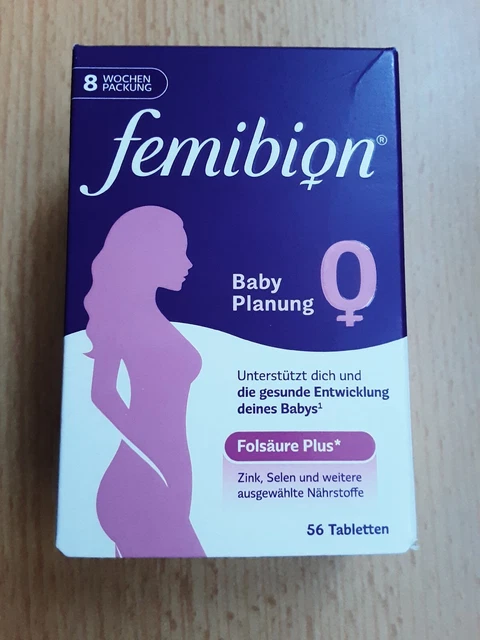 8 WOCHEN
PACKUNG
femibion®
Baby
Planung
0
Unterstützt dich und
die gesunde Entwicklung
deines Babys¹
Folsäure Plus*
Zink, Selen und weitere
ausgewählte Nährstoffe
56 Tabletten